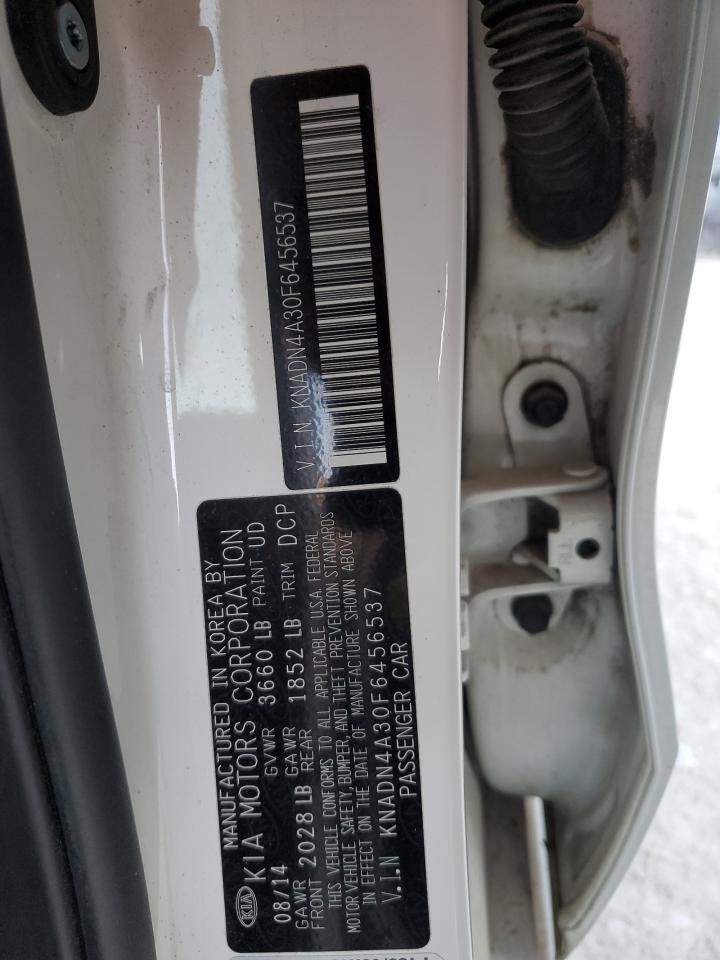 V.I.N KNADN4A30F6456537
KIA
MANUFACTURED IN KOREA BY
KIA MOTORS CORPORATION
08/14 GVWR 3660 LB PAINT UD
GAWR FRONT 2028 LB GAWR REAR 1852 LB TRIM DCP
THIS VEHICLE CONFORMS TO ALL APPLICABLE U.S.A. FEDERAL
MOTOR VEHICLE SAFETY, BUMPER, AND THEFT PREVENTION STANDARDS
IN EFFECT ON THE DATE OF MANUFACTURE SHOWN ABOVE
V.I.N KNADN4A30F6456537
PASSENGER CAR